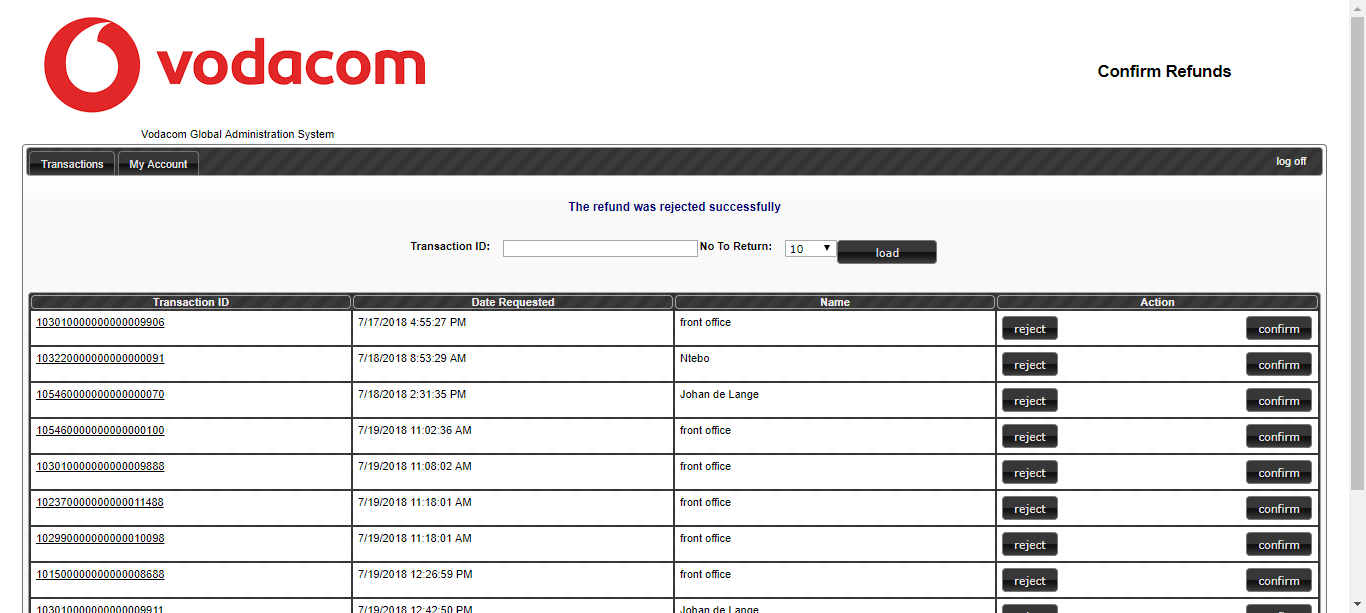 vodacom
Confirm Refunds
Vodacom Global Administration System
Transactions My Account log off
The refund was rejected successfully
Transaction ID: No To Return: 10 load
Transaction ID Date Requested Name Action
103010000000000009906 7/17/2018 4:55:27 PM front office reject confirm
103220000000000000091 7/18/2018 8:53:29 AM Ntebo reject confirm
105460000000000000070 7/18/2018 2:31:35 PM Johan de Lange reject confirm
105460000000000000100 7/19/2018 11:02:36 AM front office reject confirm
103010000000000009888 7/19/2018 11:08:02 AM front office reject confirm
102370000000000011488 7/19/2018 11:18:01 AM front office reject confirm
102990000000000010098 7/19/2018 11:18:01 AM front office reject confirm
101500000000000008688 7/19/2018 12:26:59 PM front office reject confirm
103010000000000009911 7/19/2018 12:42:50 PM Johan de Lange